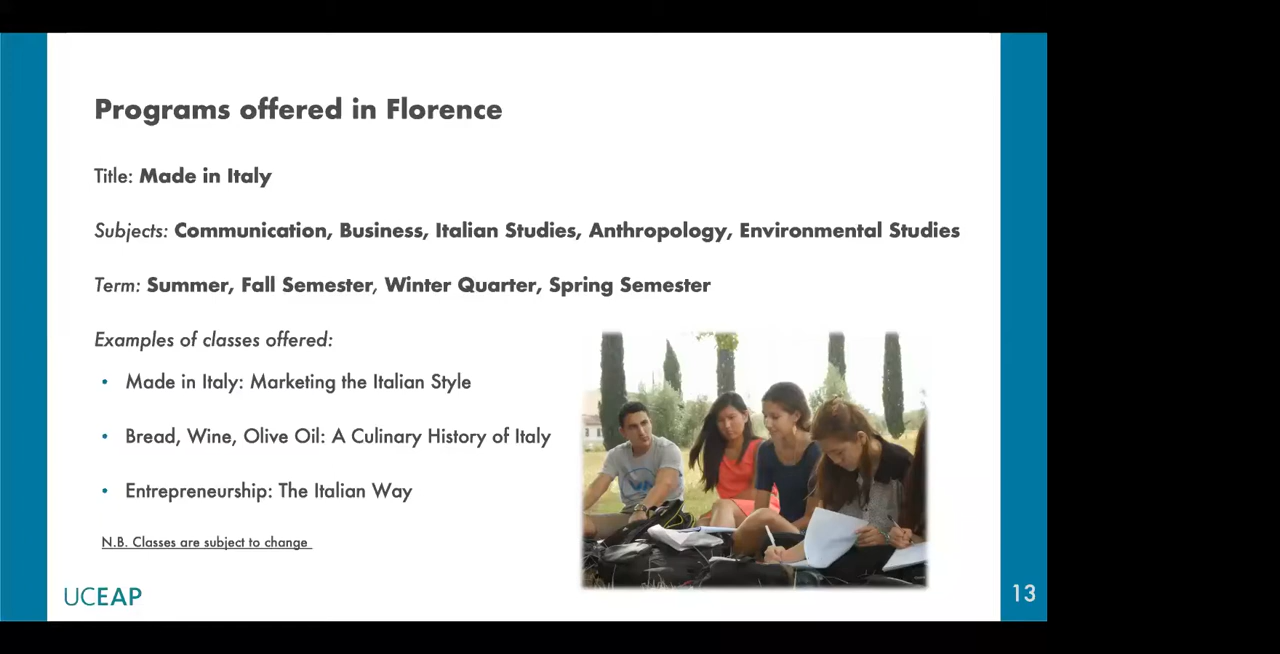 Programs offered in Florence
Title: Made in Italy
Subjects: Communication, Business, Italian Studies, Anthropology, Environmental Studies
Term: Summer, Fall Semester, Winter Quarter, Spring Semester
Examples of classes offered:
• Made in Italy: Marketing the Italian Style
• Bread, Wine, Olive Oil: A Culinary History of Italy
• Entrepreneurship: The Italian Way
N.B. Classes are subject to change
UCEAP
13